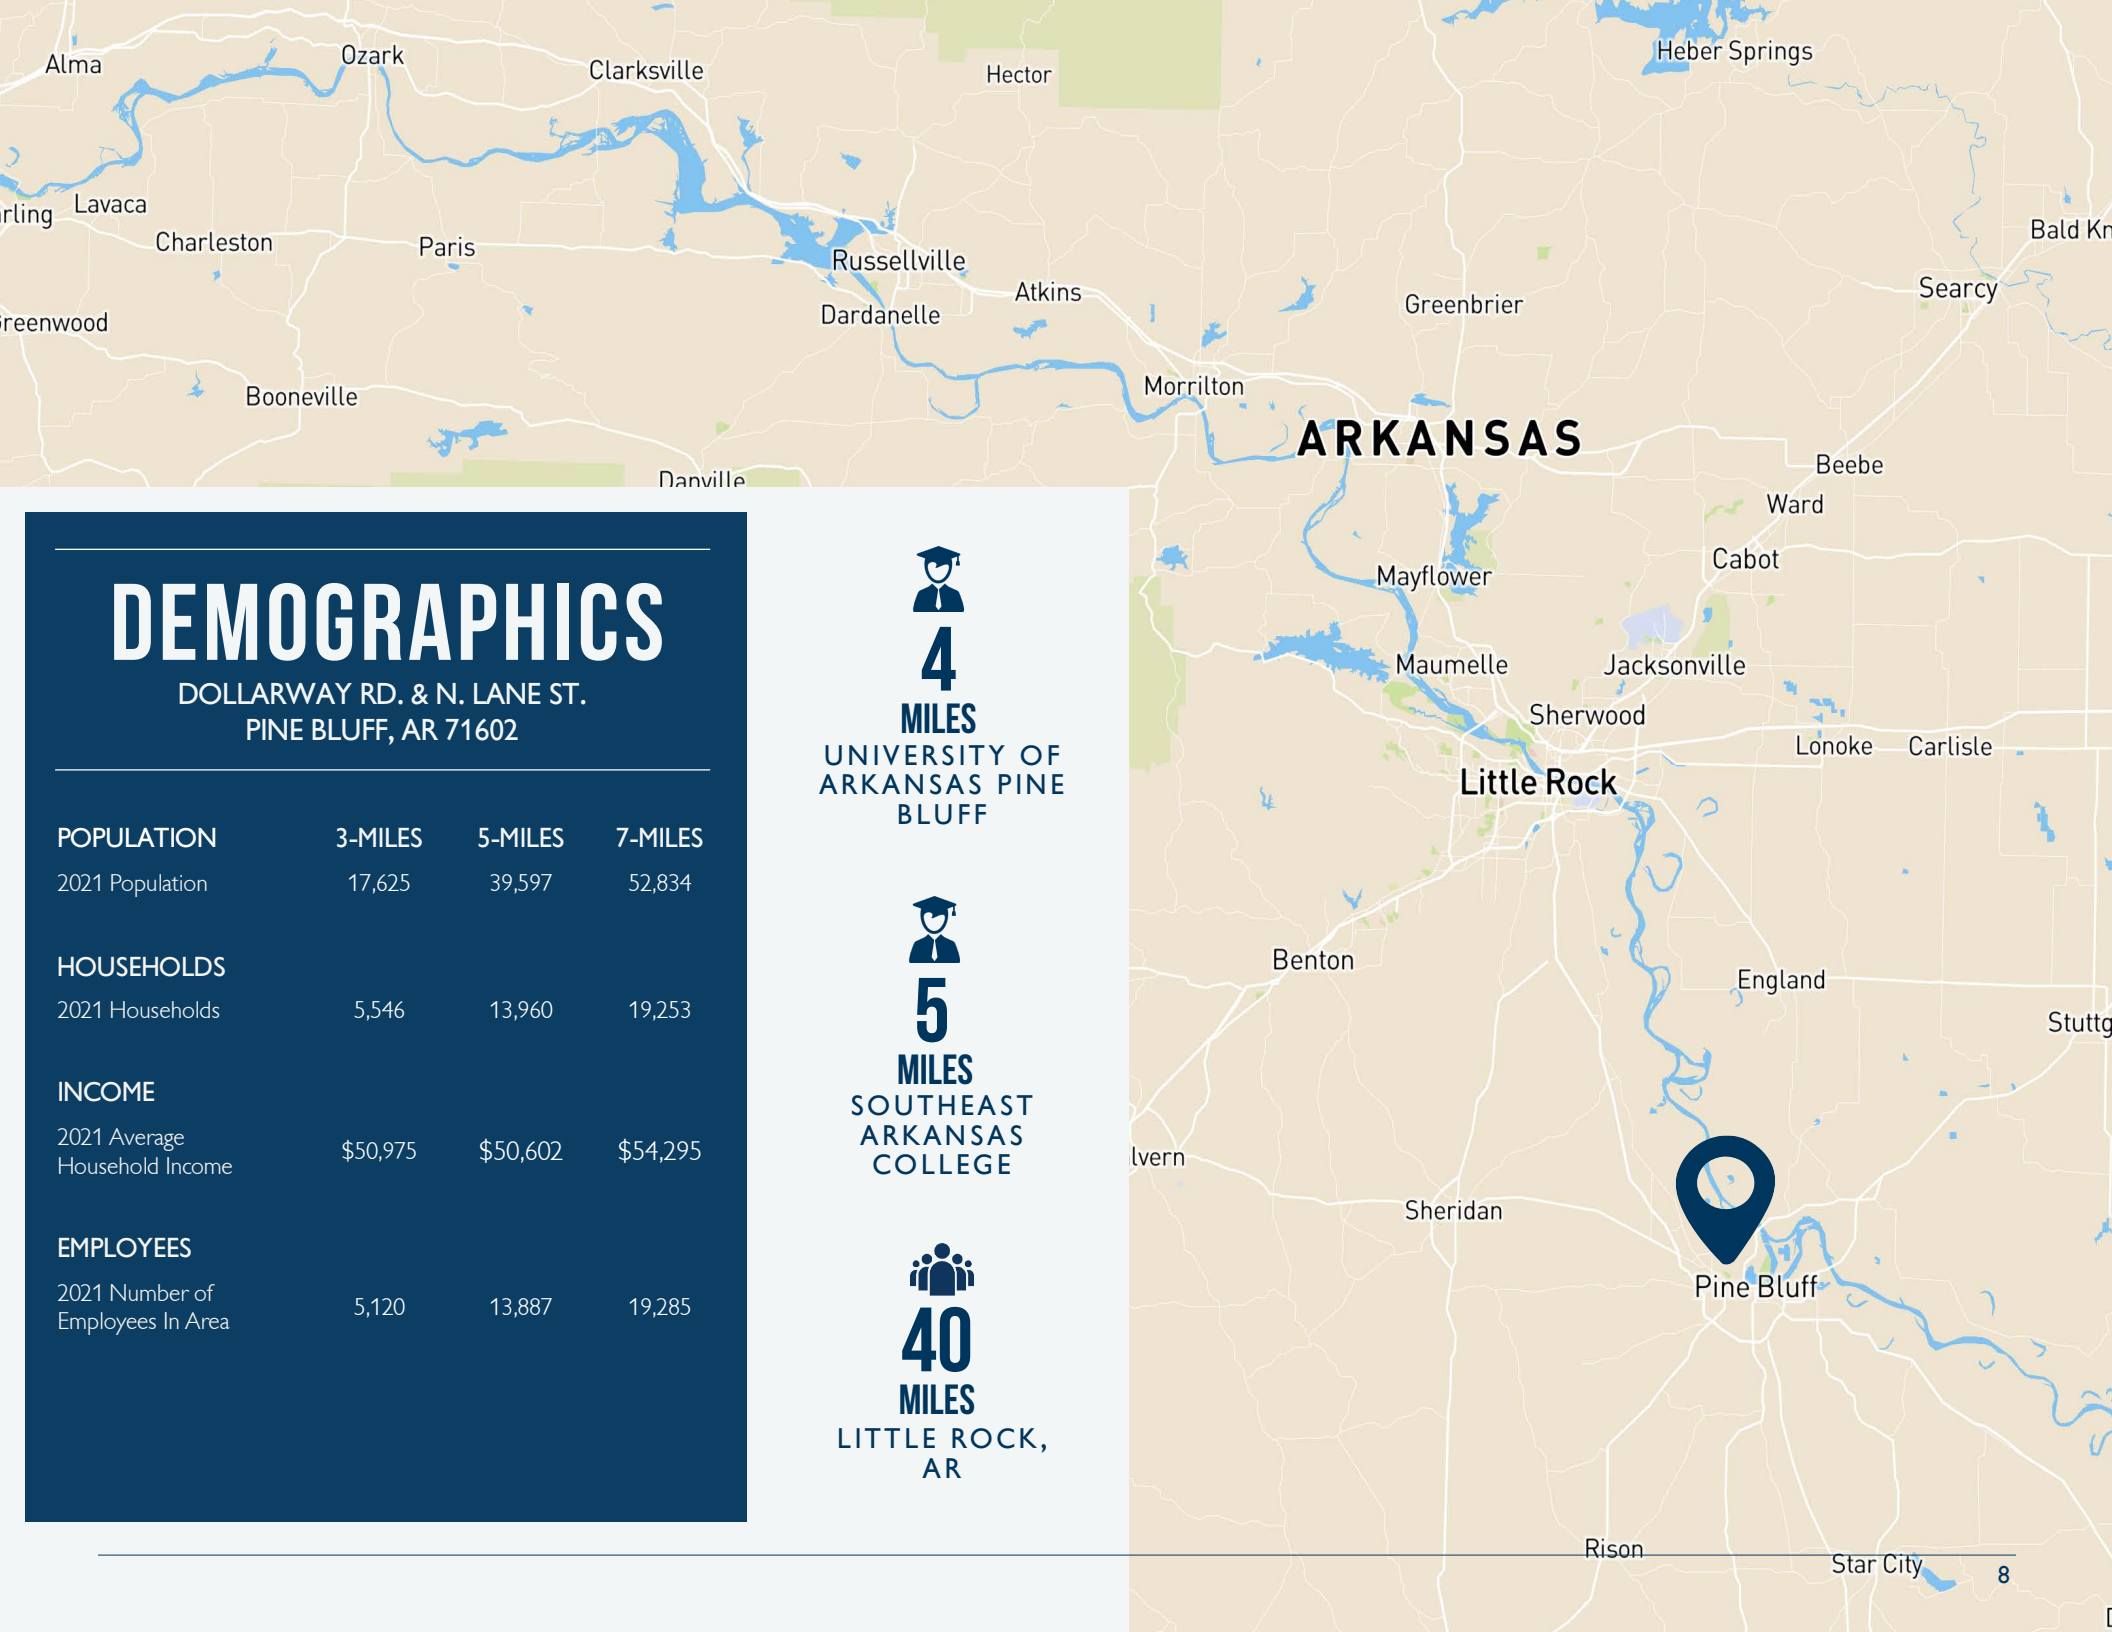 Alma
Ozark
Clarksville
Hector
Heber Springs
rling
Lavaca
Charleston
Paris
Russellville
Atkins
Dardanelle
Greenbrier
Searcy
Bald Kn
reenwood
Booneville
Morrilton
ARKANSAS
Danville
Beebe
Ward
Cabot
Mayflower
Maumelle
Jacksonville
Sherwood
Lonoke
Carlisle
Little Rock
Benton
England
Stuttg
lvern
Sheridan
Pine Bluff
Rison
Star City
DEMOGRAPHICS
DOLLARWAY RD. & N. LANE ST.
PINE BLUFF, AR 71602
POPULATION 3-MILES 5-MILES 7-MILES
2021 Population 17,625 39,597 52,834
HOUSEHOLDS
2021 Households 5,546 13,960 19,253
INCOME
2021 Average
Household Income $50,975 $50,602 $54,295
EMPLOYEES
2021 Number of
Employees In Area 5,120 13,887 19,285
4
MILES
UNIVERSITY OF
ARKANSAS PINE
BLUFF
5
MILES
SOUTHEAST
ARKANSAS
COLLEGE
40
MILES
LITTLE ROCK,
AR
8